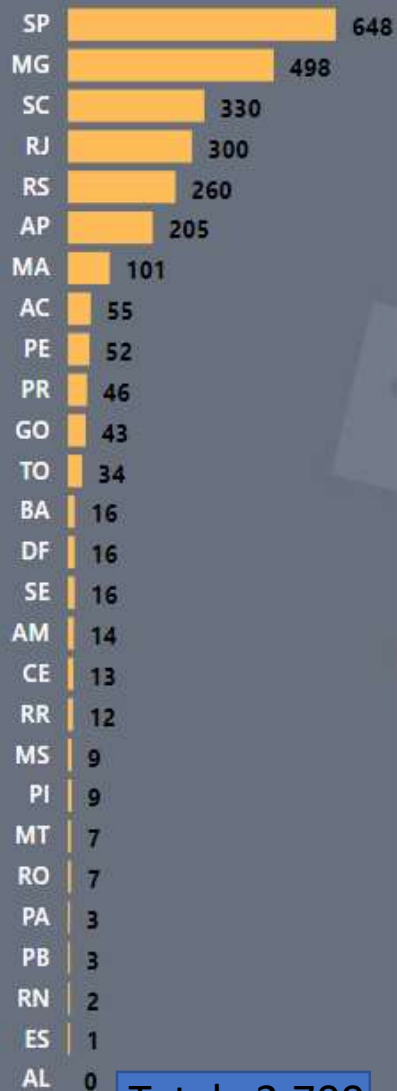 SP 648
MG 498
SC 330
RJ 300
RS 260
AP 205
MA 101
AC 55
PE 52
PR 46
GO 43
TO 34
BA 16
DF 16
SE 16
AM 14
CE 13
RR 12
MS 9
PI 9
MT 7
RO 7
PA 3
PB 3
RN 2
ES 1
AL 0
Total: 2.700